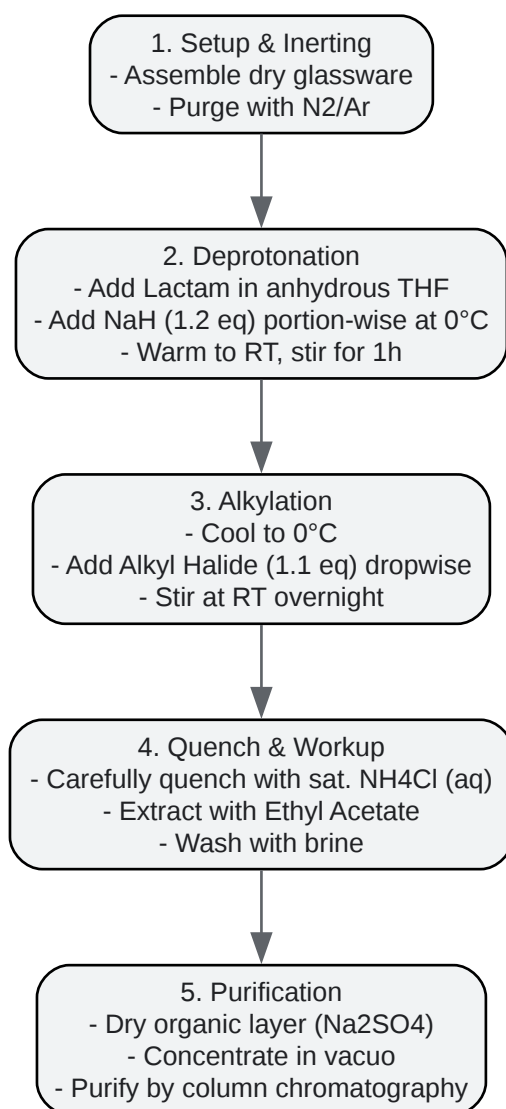 1. Setup & Inerting
- Assemble dry glassware
- Purge with N2/Ar
2. Deprotonation
- Add Lactam in anhydrous THF
- Add NaH (1.2 eq) portion-wise at 0°C
- Warm to RT, stir for 1h
3. Alkylation
- Cool to 0°C
- Add Alkyl Halide (1.1 eq) dropwise
- Stir at RT overnight
4. Quench & Workup
- Carefully quench with sat. NH4Cl (aq)
- Extract with Ethyl Acetate
- Wash with brine
5. Purification
- Dry organic layer (Na2SO4)
- Concentrate in vacuo
- Purify by column chromatography